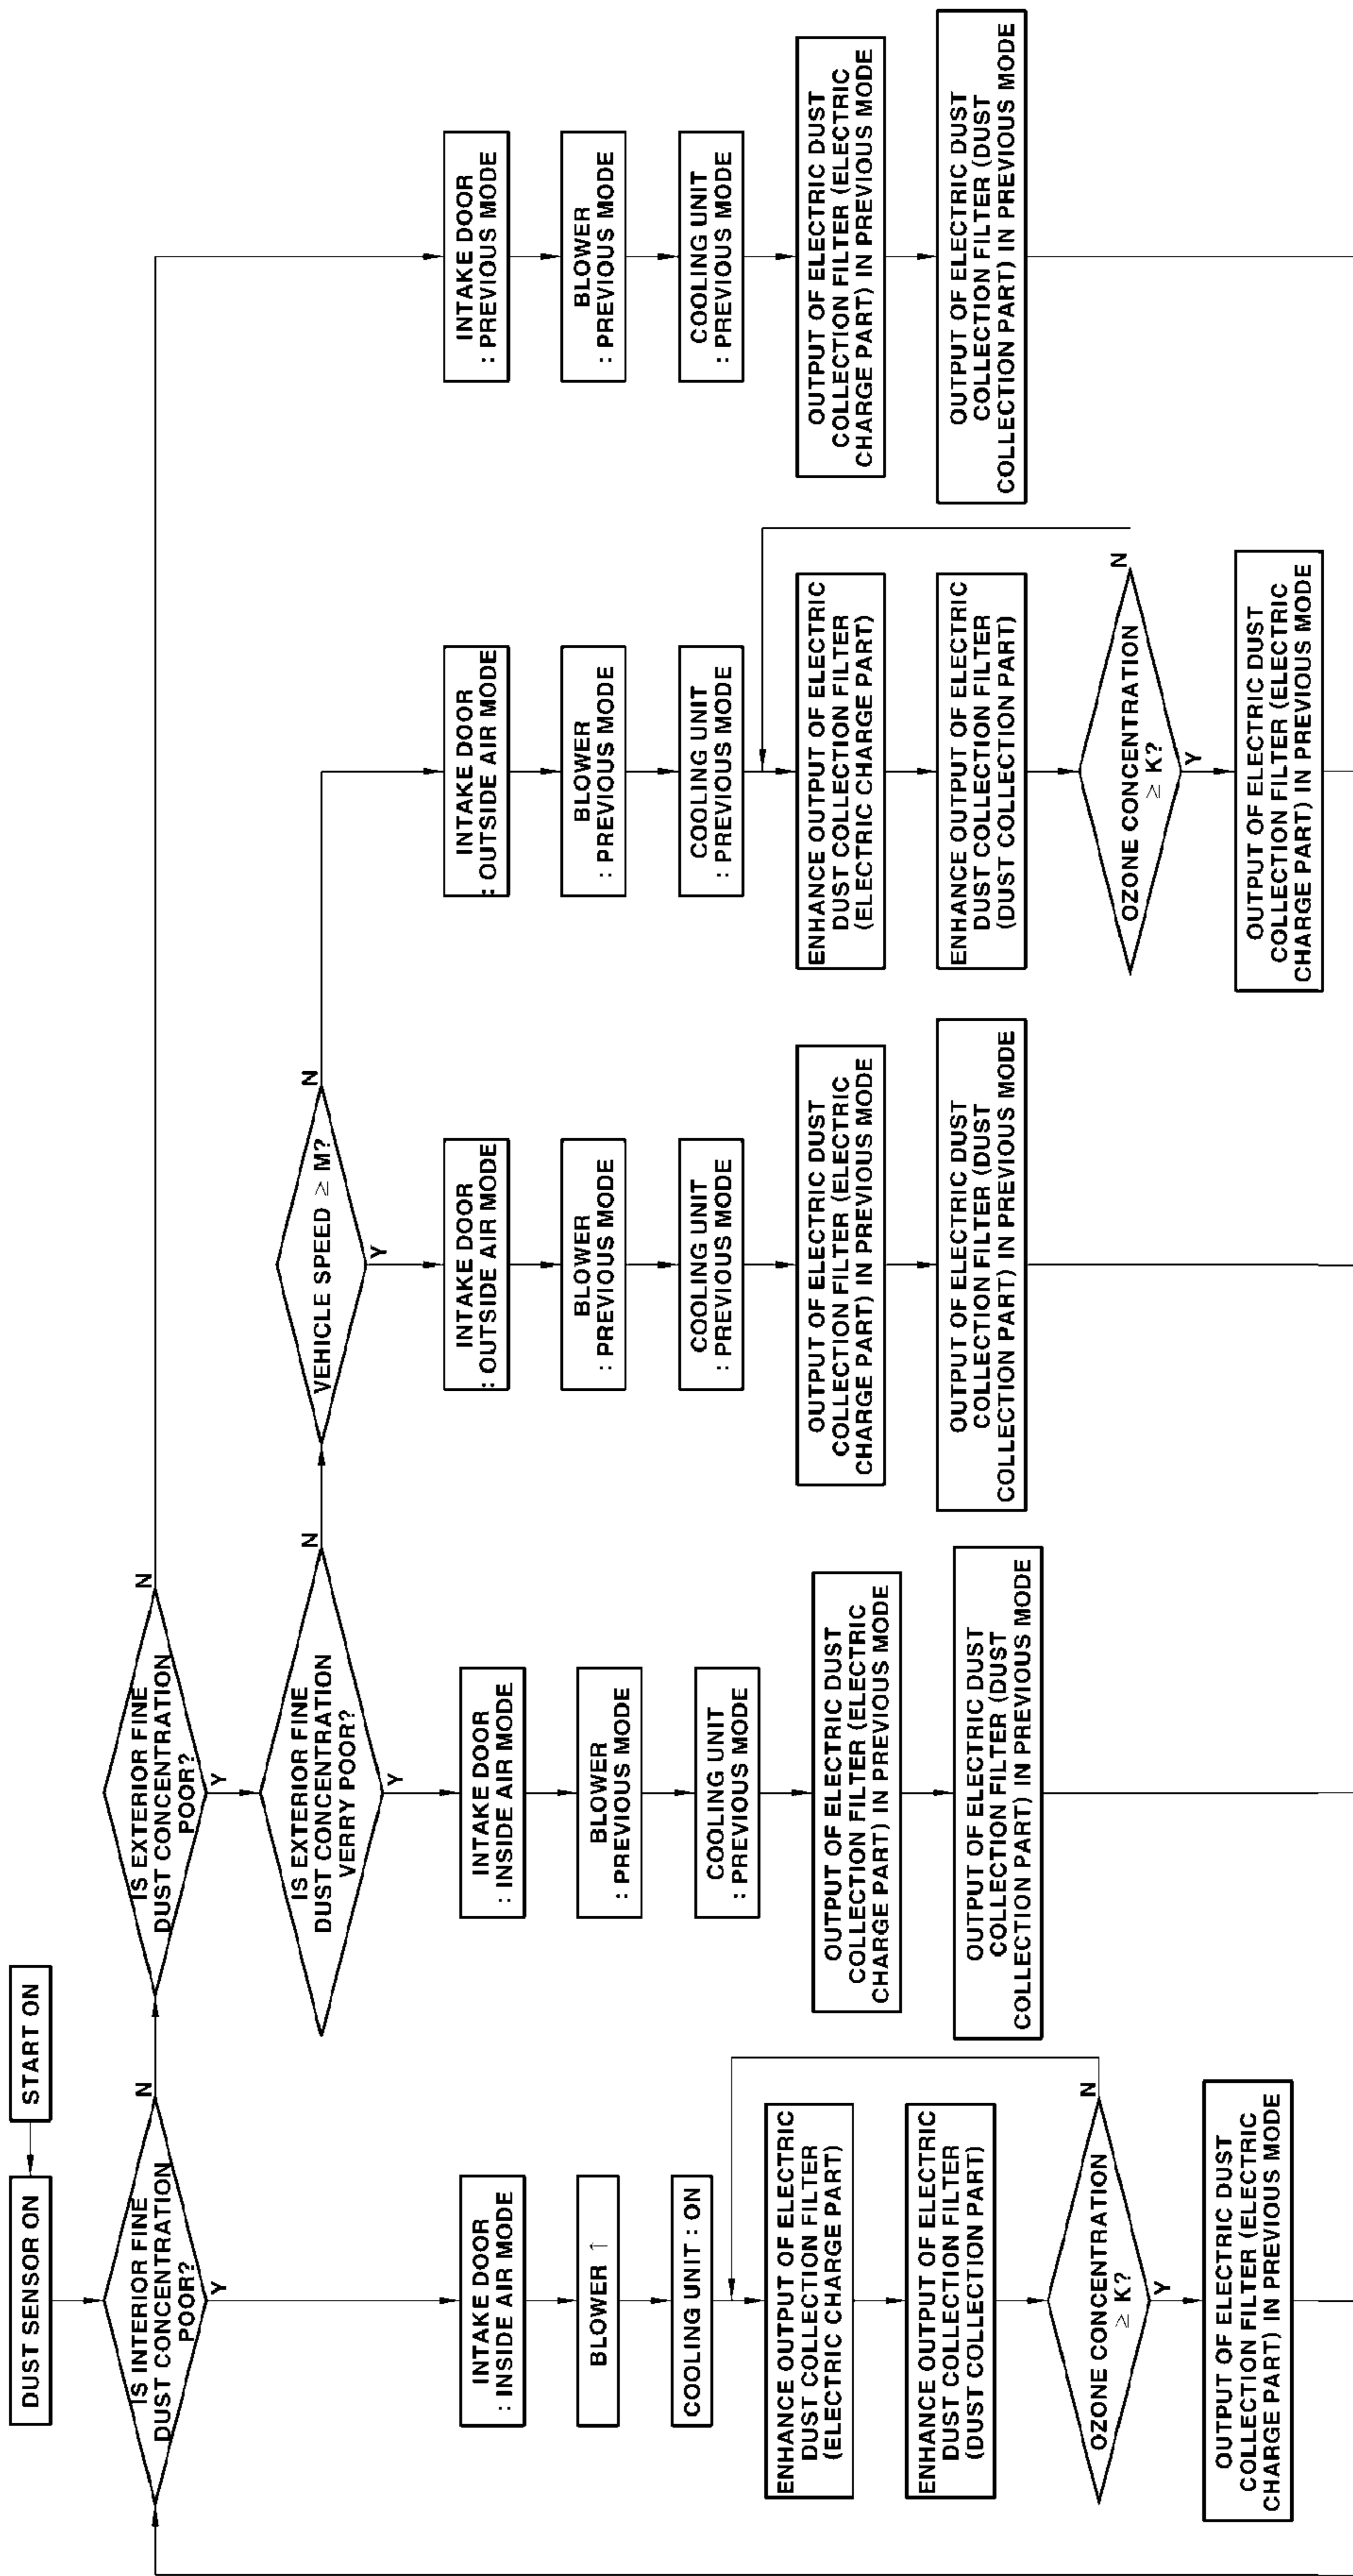 START ON
DUST SENSOR ON
IS INTERIOR FINE
DUST CONCENTRATION
POOR?
N
Y
IS EXTERIOR FINE
DUST CONCENTRATION
POOR?
N
Y
IS EXTERIOR FINE
DUST CONCENTRATION
VERRY POOR?
N
Y
VEHICLE SPEED ≥ M?
N
Y
INTAKE DOOR
: INSIDE AIR MODE
BLOWER ↑
COOLING UNIT : ON
ENHANCE OUTPUT OF ELECTRIC
DUST COLLECTION FILTER
(ELECTRIC CHARGE PART)
ENHANCE OUTPUT OF ELECTRIC
DUST COLLECTION FILTER
(DUST COLLECTION PART)
OZONE CONCENTRATION
≥ K?
N
Y
OUTPUT OF ELECTRIC DUST
COLLECTION FILTER (ELECTRIC
CHARGE PART) IN PREVIOUS MODE
INTAKE DOOR
: INSIDE AIR MODE
BLOWER
: PREVIOUS MODE
COOLING UNIT
: PREVIOUS MODE
OUTPUT OF ELECTRIC DUST
COLLECTION FILTER (ELECTRIC
CHARGE PART) IN PREVIOUS MODE
OUTPUT OF ELECTRIC DUST
COLLECTION FILTER (DUST
COLLECTION PART) IN PREVIOUS MODE
INTAKE DOOR
: OUTSIDE AIR MODE
BLOWER
: PREVIOUS MODE
COOLING UNIT
: PREVIOUS MODE
OUTPUT OF ELECTRIC DUST
COLLECTION FILTER (ELECTRIC
CHARGE PART) IN PREVIOUS MODE
OUTPUT OF ELECTRIC DUST
COLLECTION FILTER (DUST
COLLECTION PART) IN PREVIOUS MODE
INTAKE DOOR
: OUTSIDE AIR MODE
BLOWER
: PREVIOUS MODE
COOLING UNIT
: PREVIOUS MODE
ENHANCE OUTPUT OF ELECTRIC
DUST COLLECTION FILTER
(ELECTRIC CHARGE PART)
ENHANCE OUTPUT OF ELECTRIC
DUST COLLECTION FILTER
(DUST COLLECTION PART)
OZONE CONCENTRATION
≥ K?
N
Y
OUTPUT OF ELECTRIC DUST
COLLECTION FILTER (ELECTRIC
CHARGE PART) IN PREVIOUS MODE
INTAKE DOOR
: PREVIOUS MODE
BLOWER
: PREVIOUS MODE
COOLING UNIT
: PREVIOUS MODE
OUTPUT OF ELECTRIC DUST
COLLECTION FILTER (ELECTRIC
CHARGE PART) IN PREVIOUS MODE
OUTPUT OF ELECTRIC DUST
COLLECTION FILTER (DUST
COLLECTION PART) IN PREVIOUS MODE